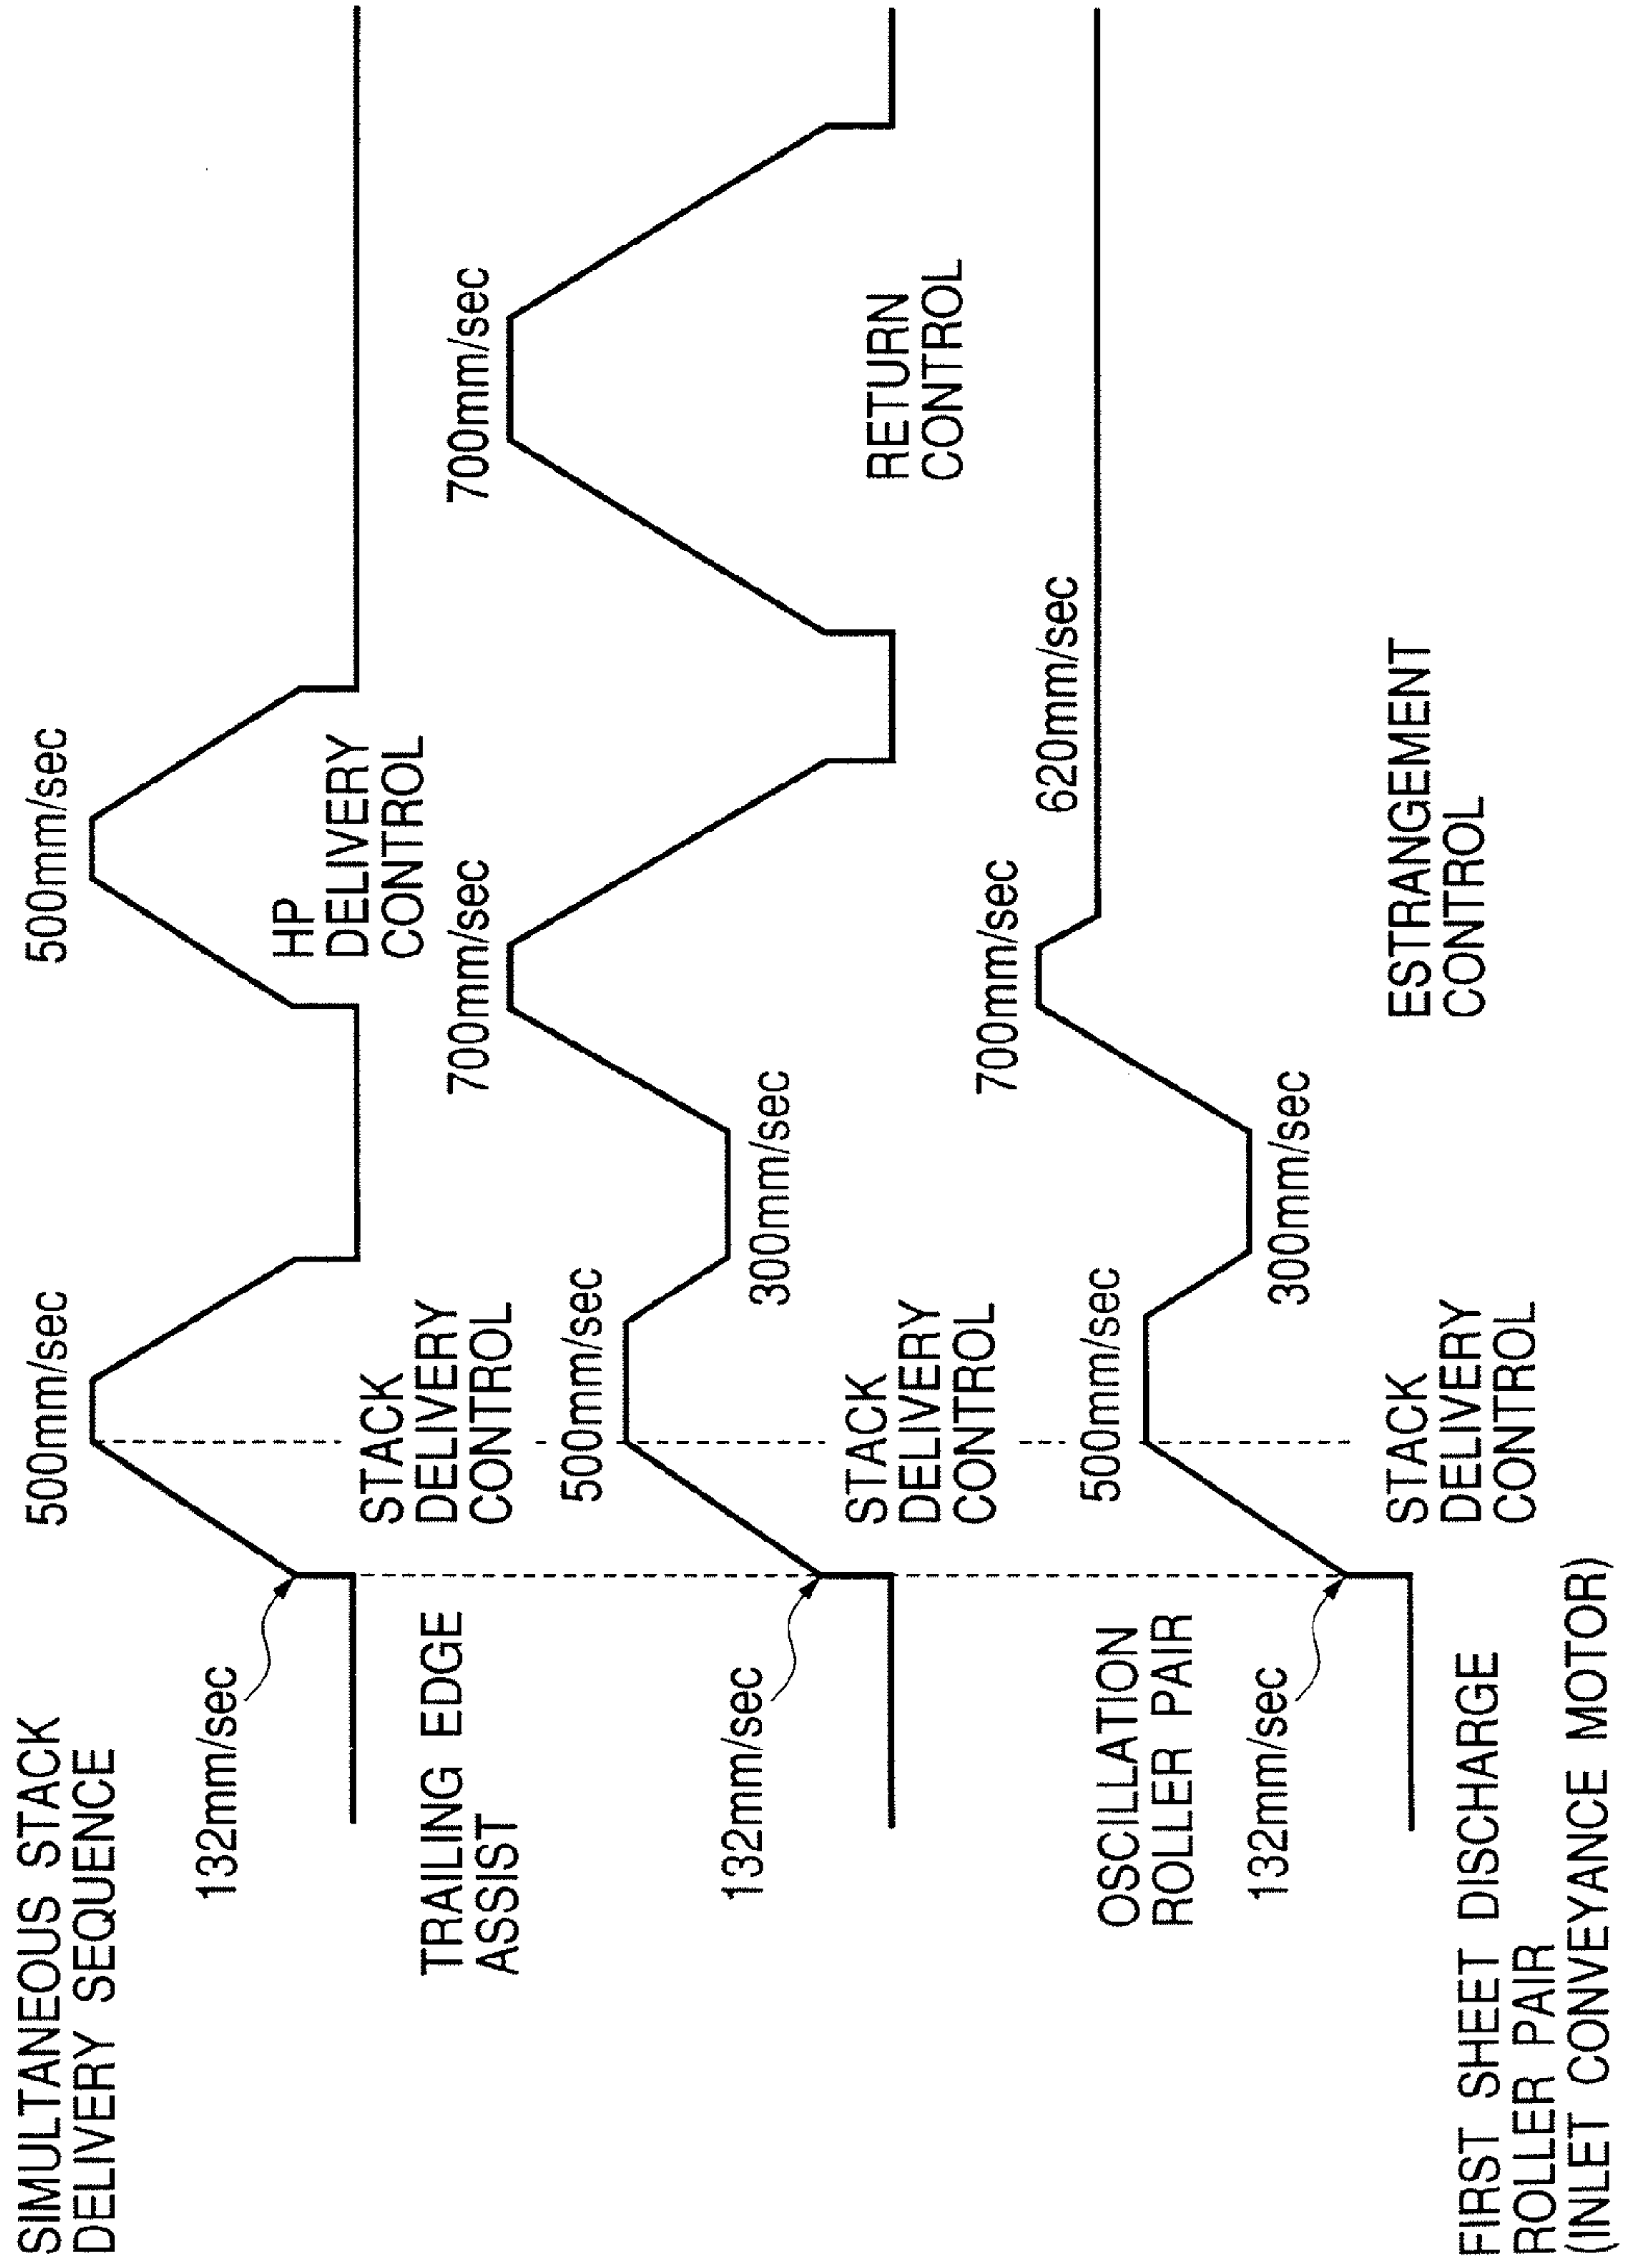 SIMULTANEOUS STACK
DELIVERY SEQUENCE
500mm/sec
500mm/sec
132mm/sec
HP
DELIVERY
CONTROL
STACK
DELIVERY
CONTROL
TRAILING EDGE
ASSIST
700mm/sec
700mm/sec
500mm/sec
132mm/sec
300mm/sec
STACK
DELIVERY
CONTROL
RETURN
CONTROL
OSCILLATION
ROLLER PAIR
700mm/sec
620mm/sec
500mm/sec
132mm/sec
300mm/sec
STACK
DELIVERY
CONTROL
ESTRANGEMENT
CONTROL
FIRST SHEET DISCHARGE
ROLLER PAIR
(INLET CONVEYANCE MOTOR)